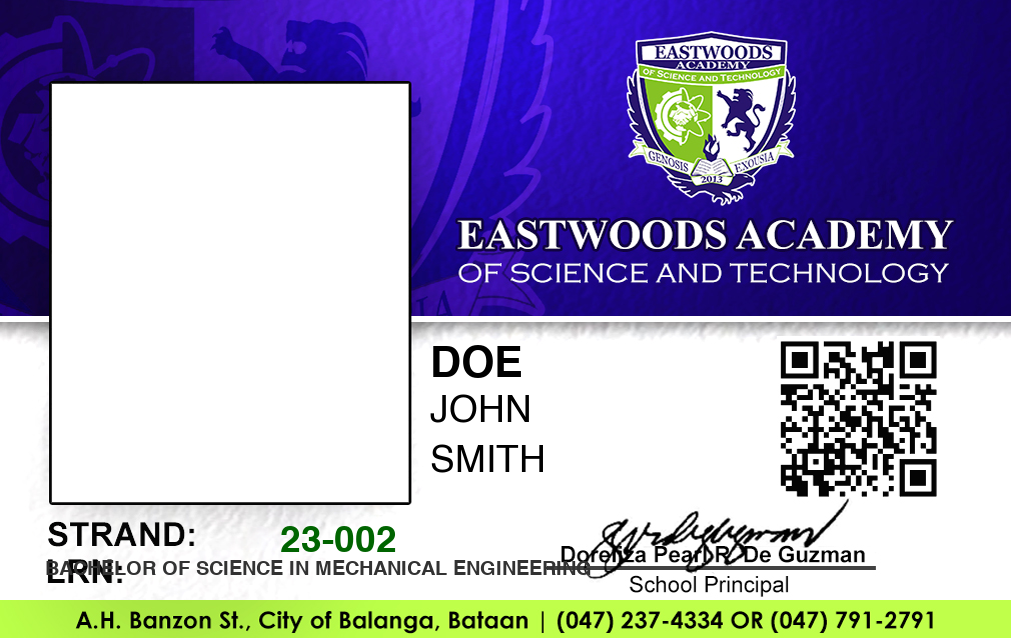 EASTWOODS
ACADEMY
OF SCIENCE AND TECHNOLOGY
GENOSIS EXOUSIA
2013
EASTWOODS ACADEMY
OF SCIENCE AND TECHNOLOGY
DOE
JOHN
SMITH
STRAND: 23-002
LRN:
BACHELOR OF SCIENCE IN MECHANICAL ENGINEERING
Dorenza Pearl R. De Guzman
School Principal
A.H. Banzon St., City of Balanga, Bataan | (047) 237-4334 OR (047) 791-2791